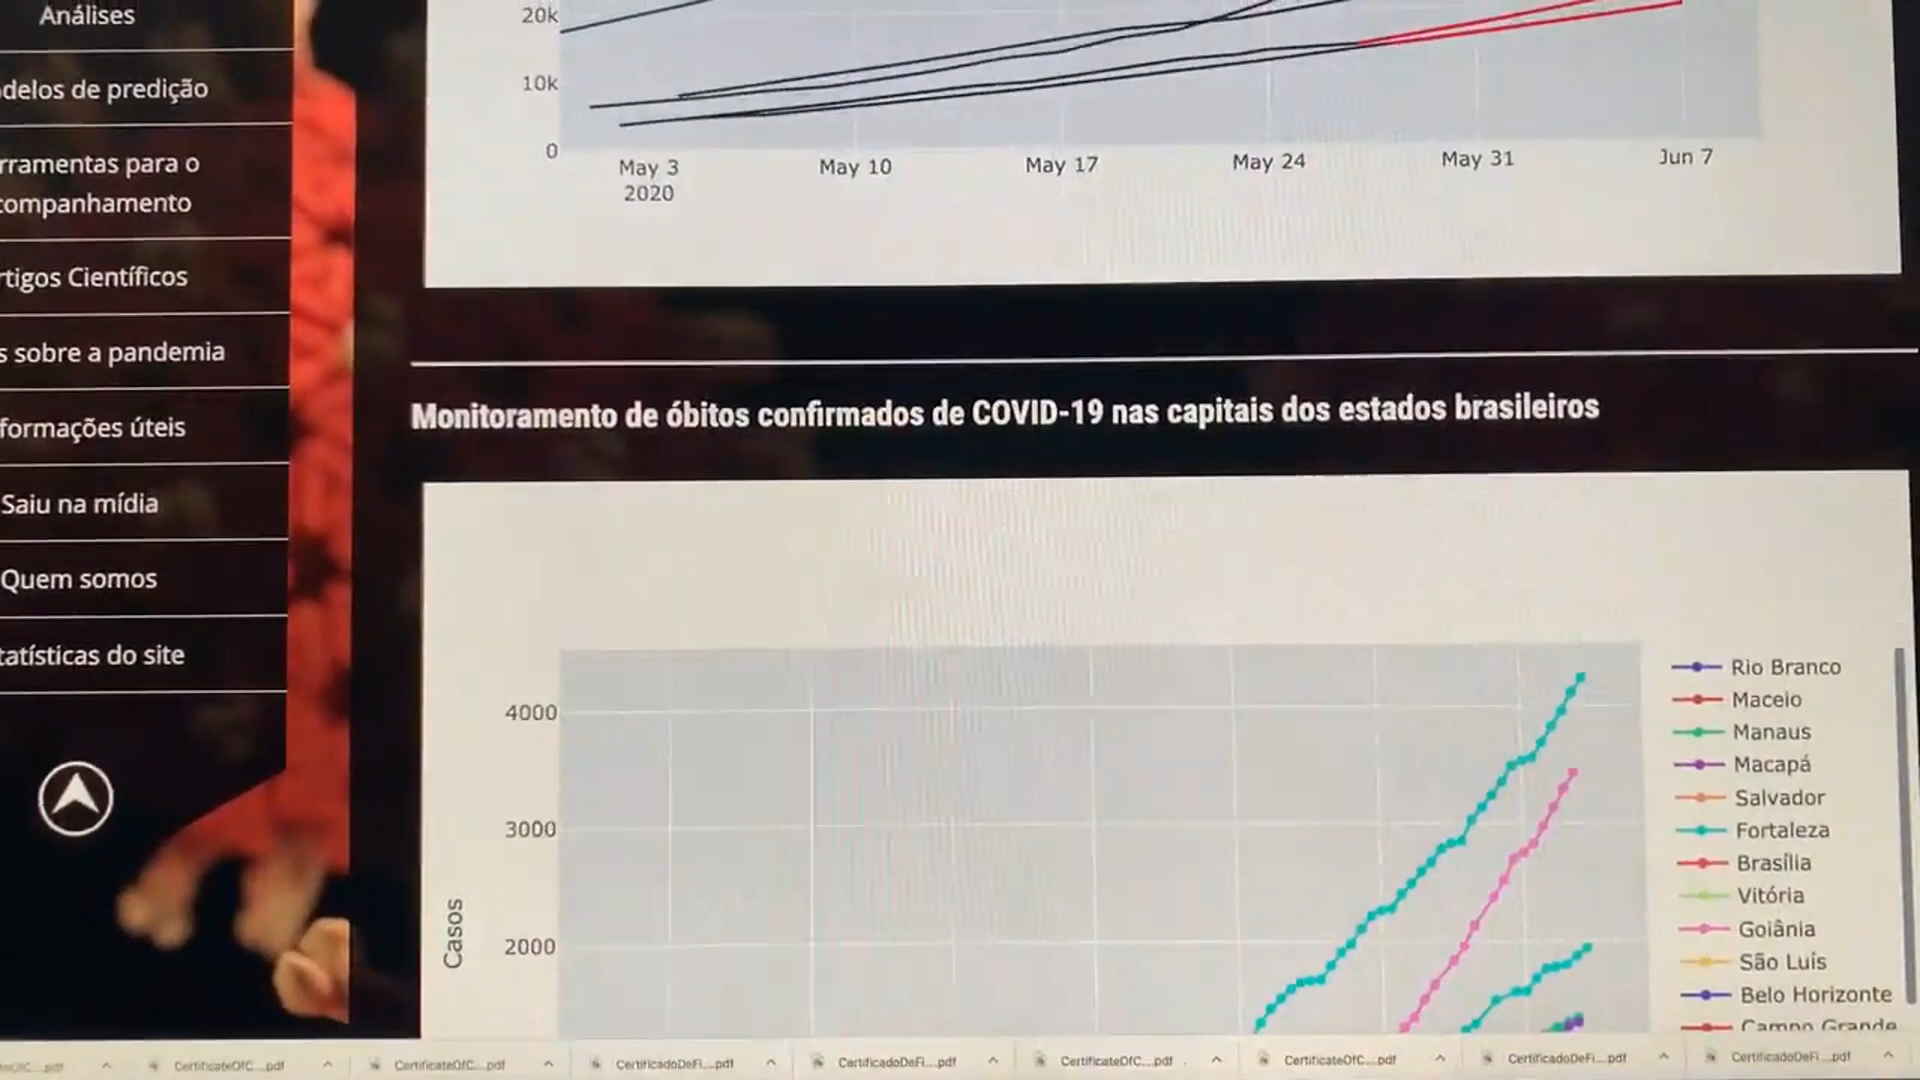 Análises
delos de predição
rramentas para o
companhamento
rtigos Científicos
s sobre a pandemia
formações úteis
Saiu na mídia
Quem somos
tatísticas do site
20k
10k
0
May 3
2020
May 10
May 17
May 24
May 31
Jun 7
Monitoramento de óbitos confirmados de COVID-19 nas capitais dos estados brasileiros
4000
3000
2000
Casos
Rio Branco
Maceio
Manaus
Macapá
Salvador
Fortaleza
Brasília
Vitória
Goiânia
São Luís
Belo Horizonte
Campo Grande
CertificateOfC....pdf
CertificateOfC....pdf
CertificadoDeFi....pdf
CertificadoDeFi....pdf
CertificateOfC....pdf
CertificateOfC....pdf
CertificadoDeFi....pdf
CertificadoDeFi....pdf